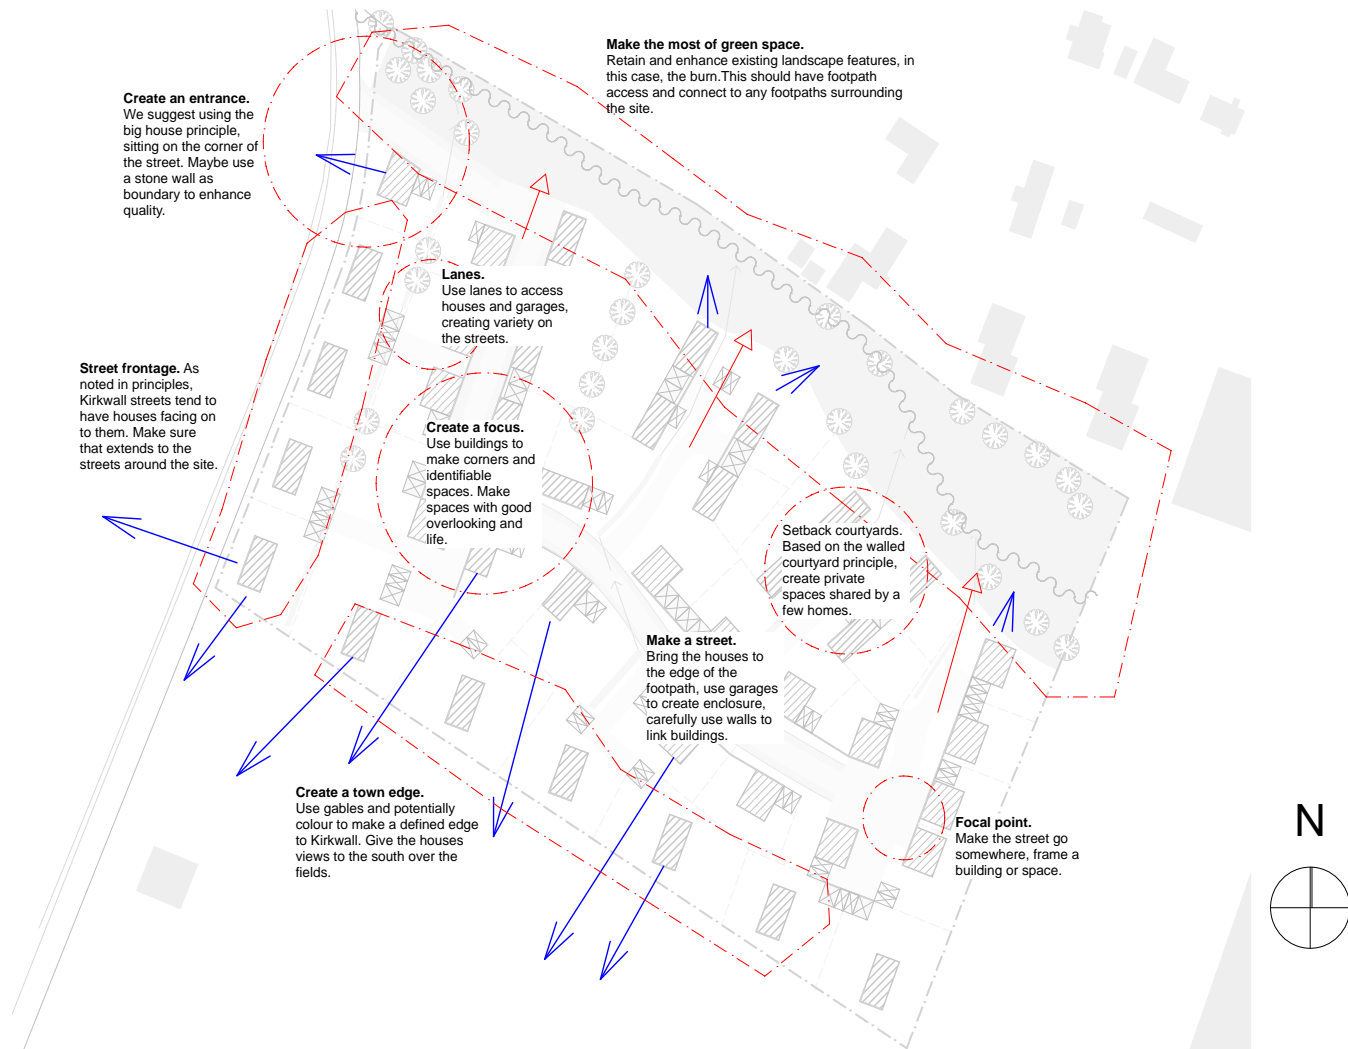 Make the most of green space.
Retain and enhance existing landscape features, in
this case, the burn.This should have footpath
access and connect to any footpaths surrounding
the site.
Create an entrance.
We suggest using the
big house principle,
sitting on the corner of
the street. Maybe use
a stone wall as
boundary to enhance
quality.
Lanes.
Use lanes to access
houses and garages,
creating variety on
the streets.
Street frontage. As
noted in principles,
Kirkwall streets tend to
have houses facing on
to them. Make sure
that extends to the
streets around the site.
Create a focus.
Use buildings to
make corners and
identifiable
spaces. Make
spaces with good
overlooking and
life.
Setback courtyards.
Based on the walled
courtyard principle,
create private
spaces shared by a
few homes.
Make a street.
Bring the houses to
the edge of the
footpath, use garages
to create enclosure,
carefully use walls to
link buildings.
Create a town edge.
Use gables and potentially
colour to make a defined edge
to Kirkwall. Give the houses
views to the south over the
fields.
Focal point.
Make the street go
somewhere, frame a
building or space.
N